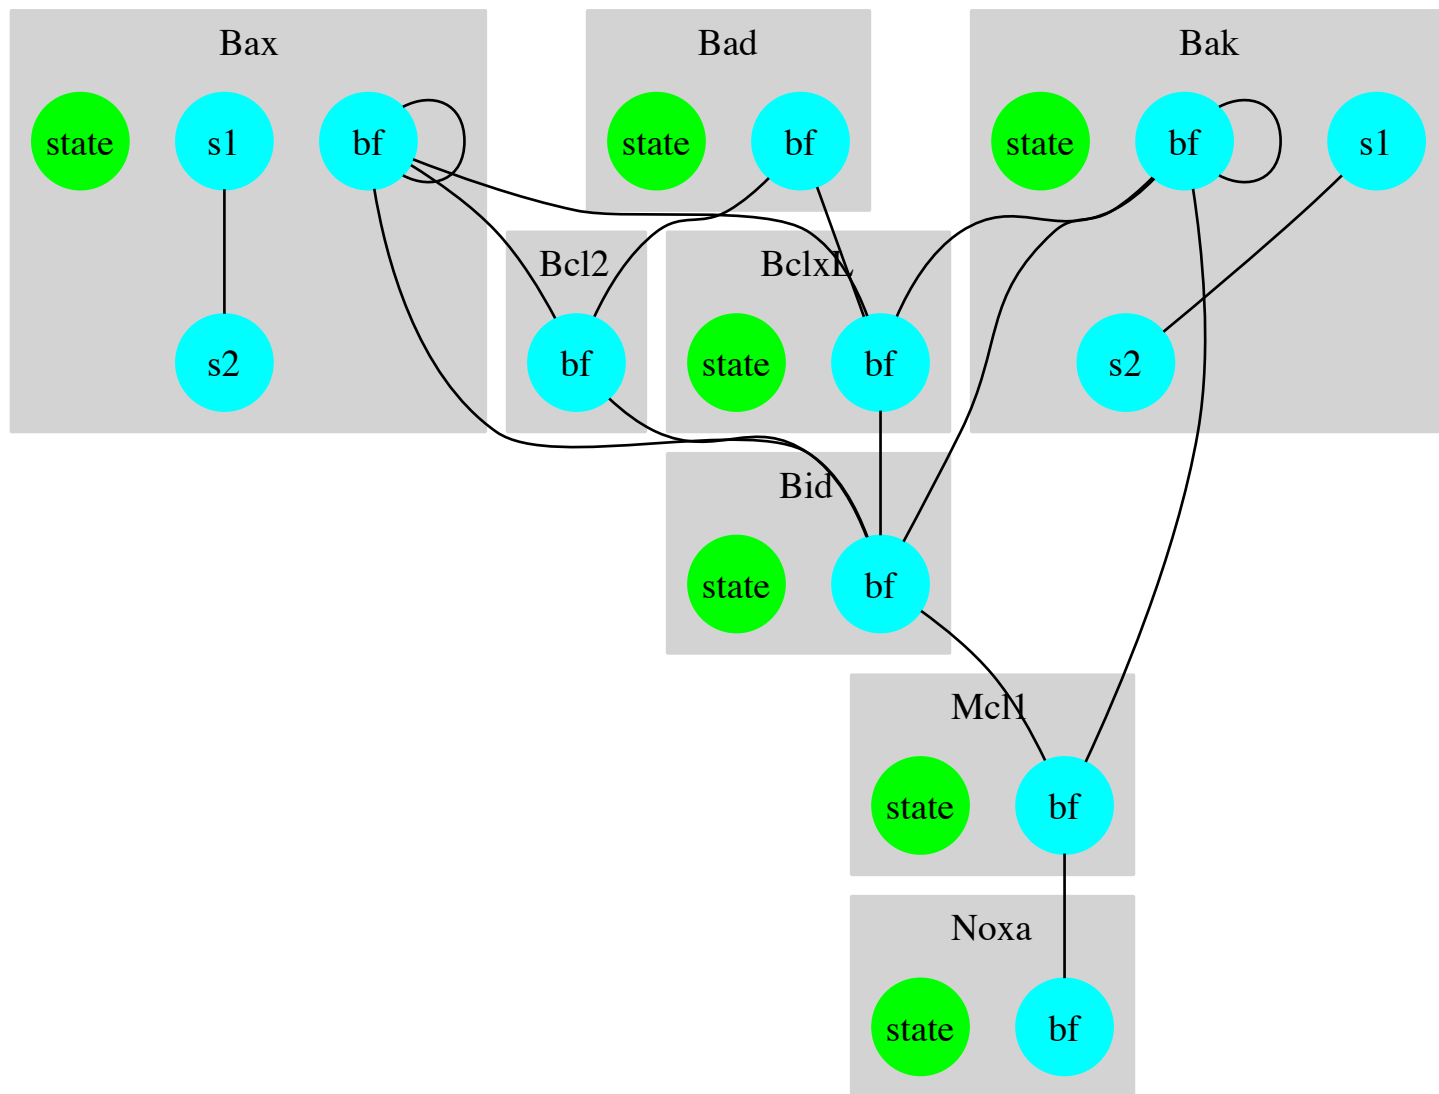 Bax
Bad
Bak
state
s1
bf
state
bf
state
bf
s1
Bcl2
BclxL
s2
bf
state
bf
s2
Bid
state
bf
Mcl1
state
bf
Noxa
state
bf